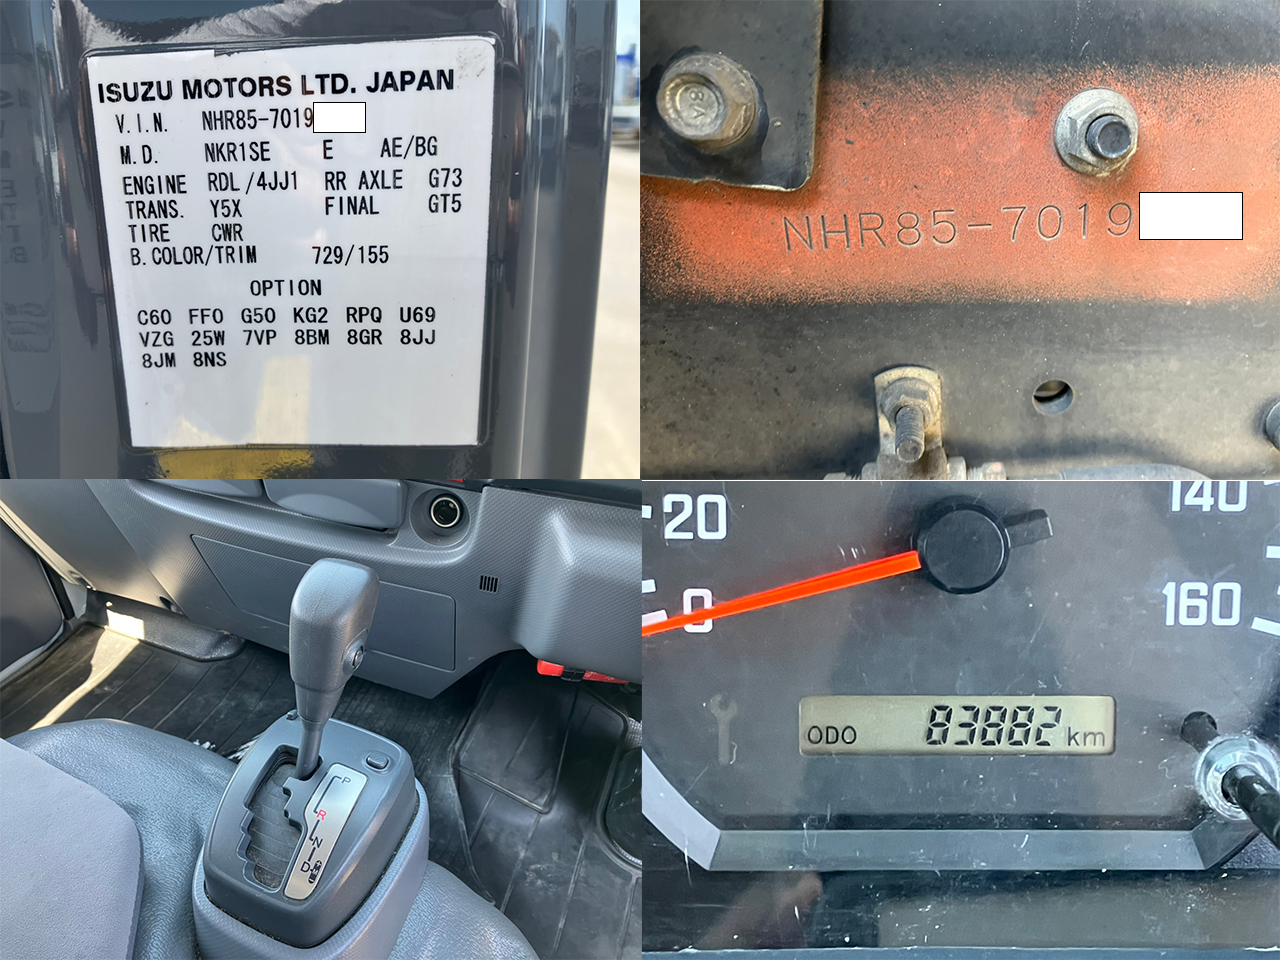 ISUZU MOTORS LTD. JAPAN
V.I.N. NHR85-7019
M.D. NKR1SE E AE/BG
ENGINE RDL/4JJ1 RR AXLE G73
TRANS. Y5X FINAL GT5
TIRE CWR
B.COLOR/TRIM 729/155
OPTION
C60 FF0 G50 KG2 RPQ U69
VZG 25W 7VP 8BM 8GR 8JJ
8JM 8NS
8
NHR85-7019
P
R
N
D
20
0
140
160
ODO 83882 km